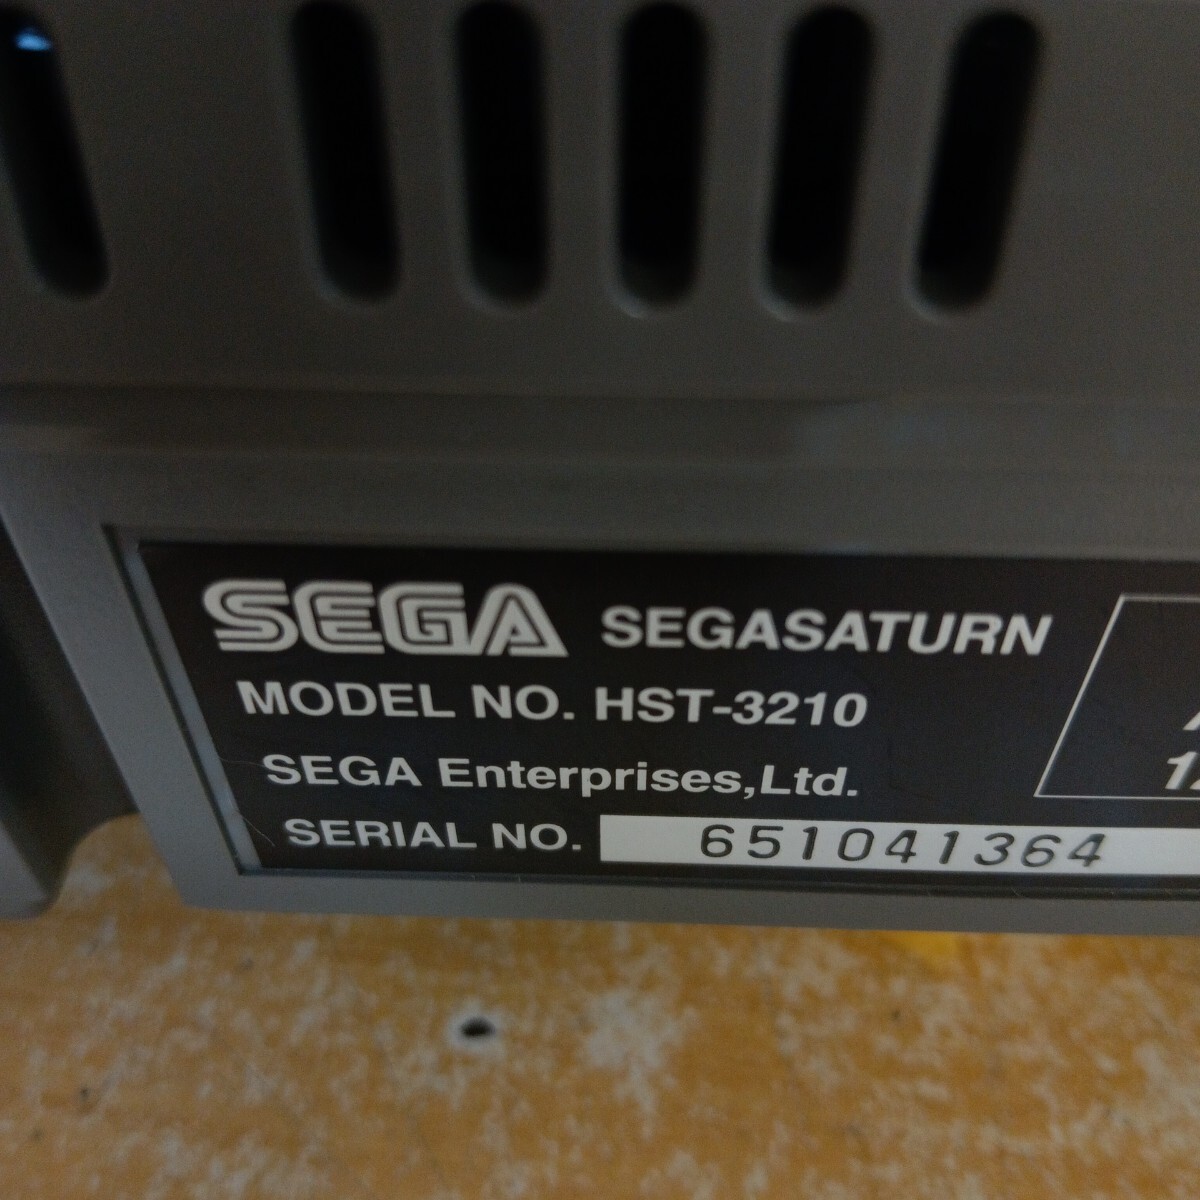 SEGA SEGASATURN
MODEL NO. HST-3210
SEGA Enterprises,Ltd.
SERIAL NO. 651041364